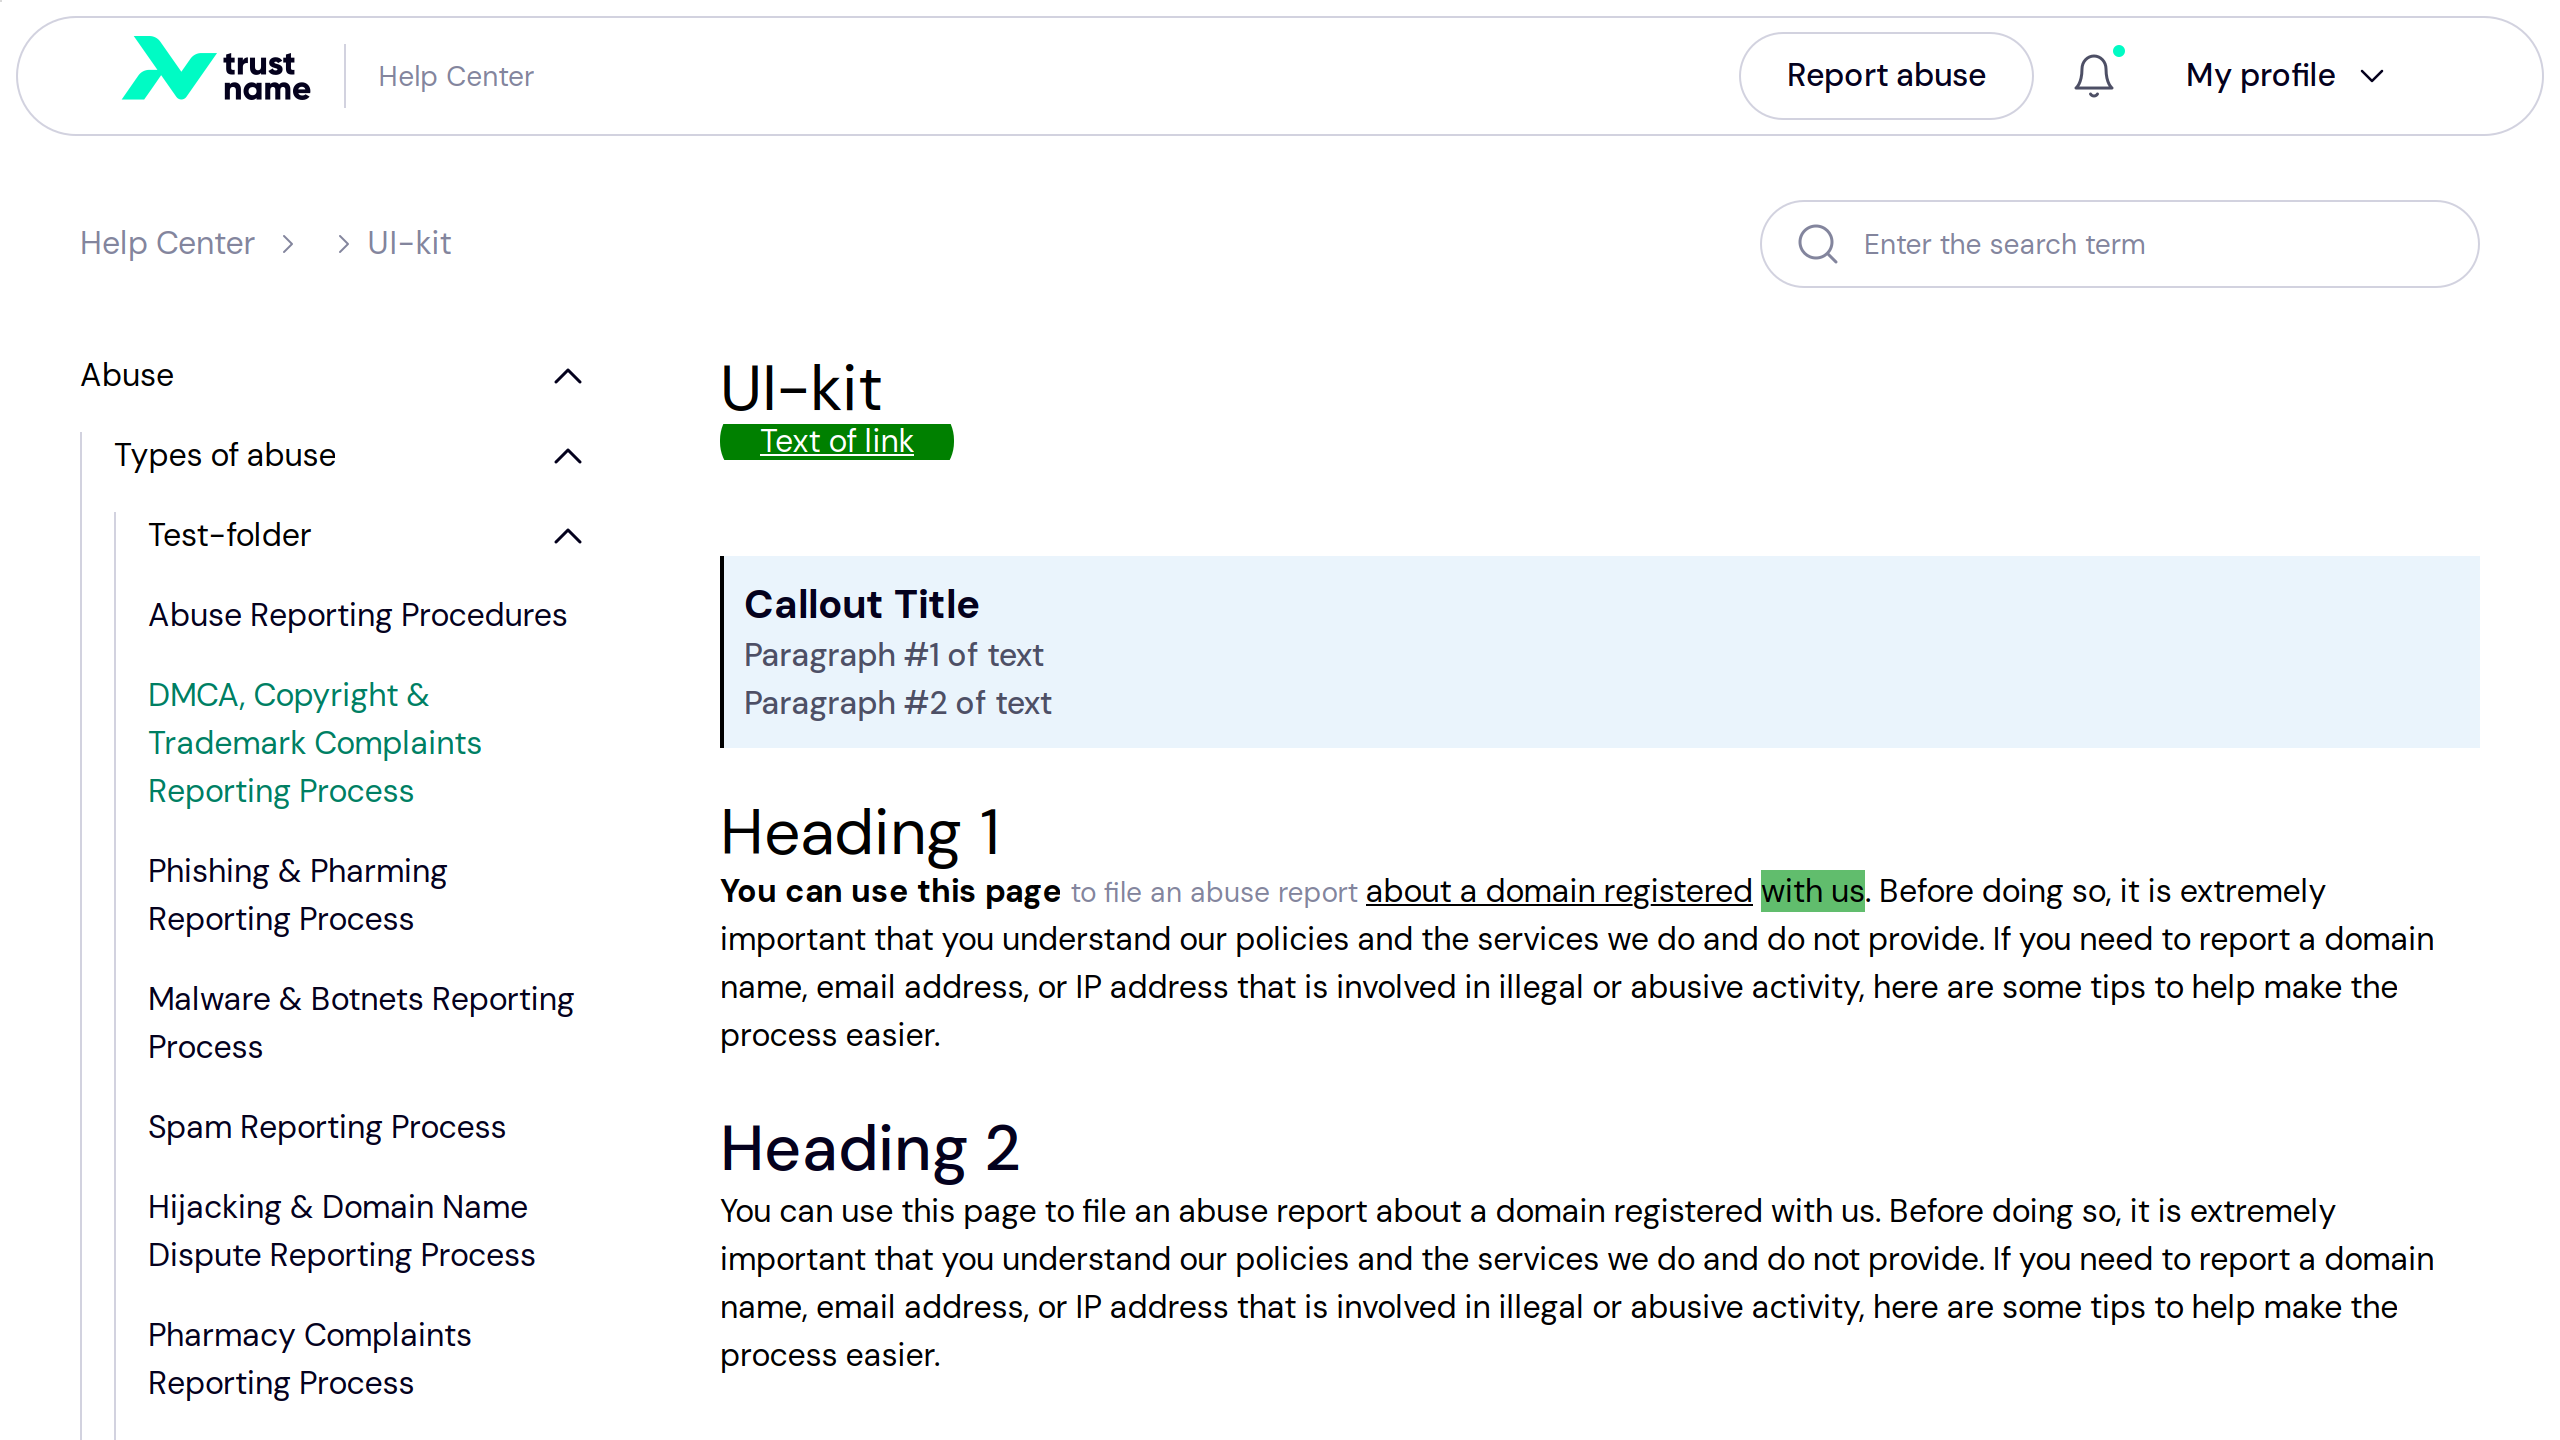 trust
name
Help Center
Report abuse
My profile
Help Center
UI-kit
Enter the search term
Abuse
Types of abuse
Test-folder
Abuse Reporting Procedures
DMCA, Copyright &
Trademark Complaints
Reporting Process
Phishing & Pharming
Reporting Process
Malware & Botnets Reporting
Process
Spam Reporting Process
Hijacking & Domain Name
Dispute Reporting Process
Pharmacy Complaints
Reporting Process
UI-kit
Text of link
Callout Title
Paragraph #1 of text
Paragraph #2 of text
Heading 1
You can use this page to file an abuse report about a domain registered with us. Before doing so, it is extremely
important that you understand our policies and the services we do and do not provide. If you need to report a domain
name, email address, or IP address that is involved in illegal or abusive activity, here are some tips to help make the
process easier.
Heading 2
You can use this page to file an abuse report about a domain registered with us. Before doing so, it is extremely
important that you understand our policies and the services we do and do not provide. If you need to report a domain
name, email address, or IP address that is involved in illegal or abusive activity, here are some tips to help make the
process easier.